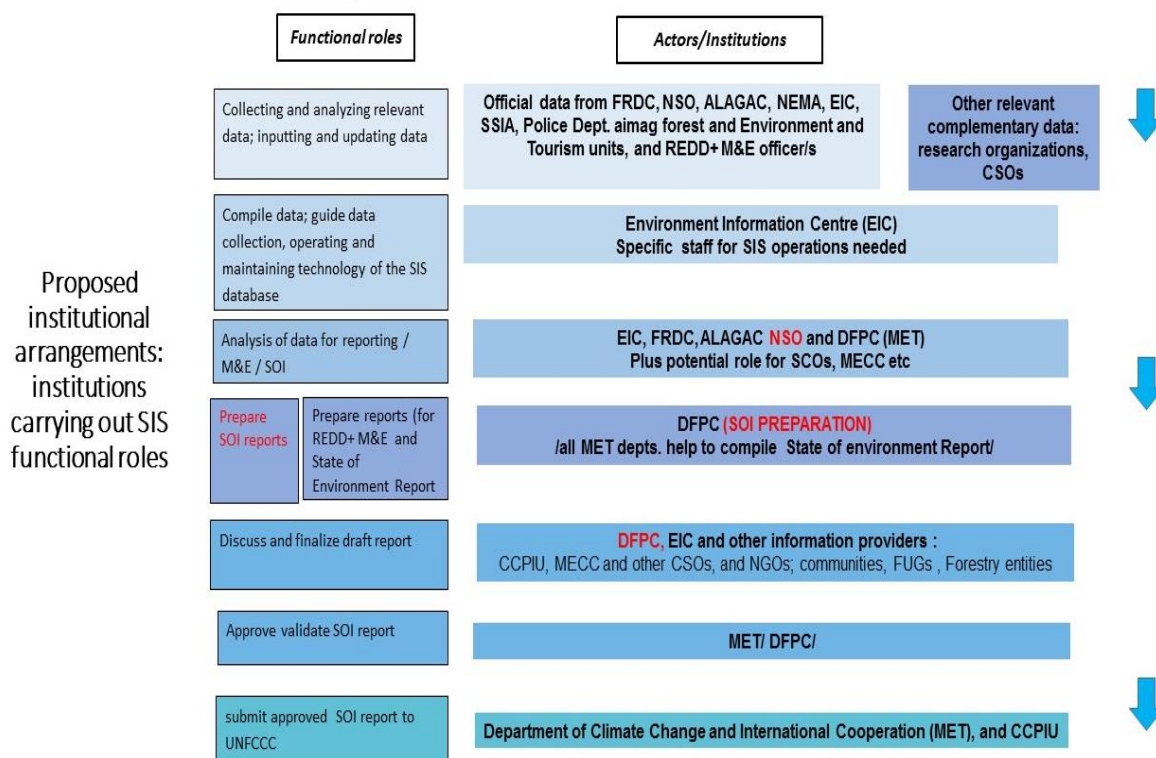 Functional roles
Actors/Institutions
Proposed
institutional
arrangements:
institutions
carrying out SIS
functional roles
Collecting and analyzing relevant
data; inputting and updating data
Official data from FRDC, NSO, ALAGAC, NEMA, EIC,
SSIA, Police Dept. aimag forest and Environment and
Tourism units, and REDD+ M&E officer/s
Other relevant
complementary data:
research organizations,
CSOs
Compile data; guide data
collection, operating and
maintaining technology of the SIS
database
Environment Information Centre (EIC)
Specific staff for SIS operations needed
Analysis of data for reporting /
M&E / SOI
EIC, FRDC, ALAGAC NSO and DFPC (MET)
Plus potential role for SCOs, MECC etc
Prepare
SOI reports
Prepare reports (for
REDD+ M&E and
State of
Environment Report
DFPC (SOI PREPARATION)
/all MET depts. help to compile State of environment Report/
Discuss and finalize draft report
DFPC, EIC and other information providers :
CCPIU, MECC and other CSOs, and NGOs; communities, FUGs , Forestry entities
Approve validate SOI report
MET/ DFPC/
submit approved SOI report to
UNFCCC
Department of Climate Change and International Cooperation (MET), and CCPIU